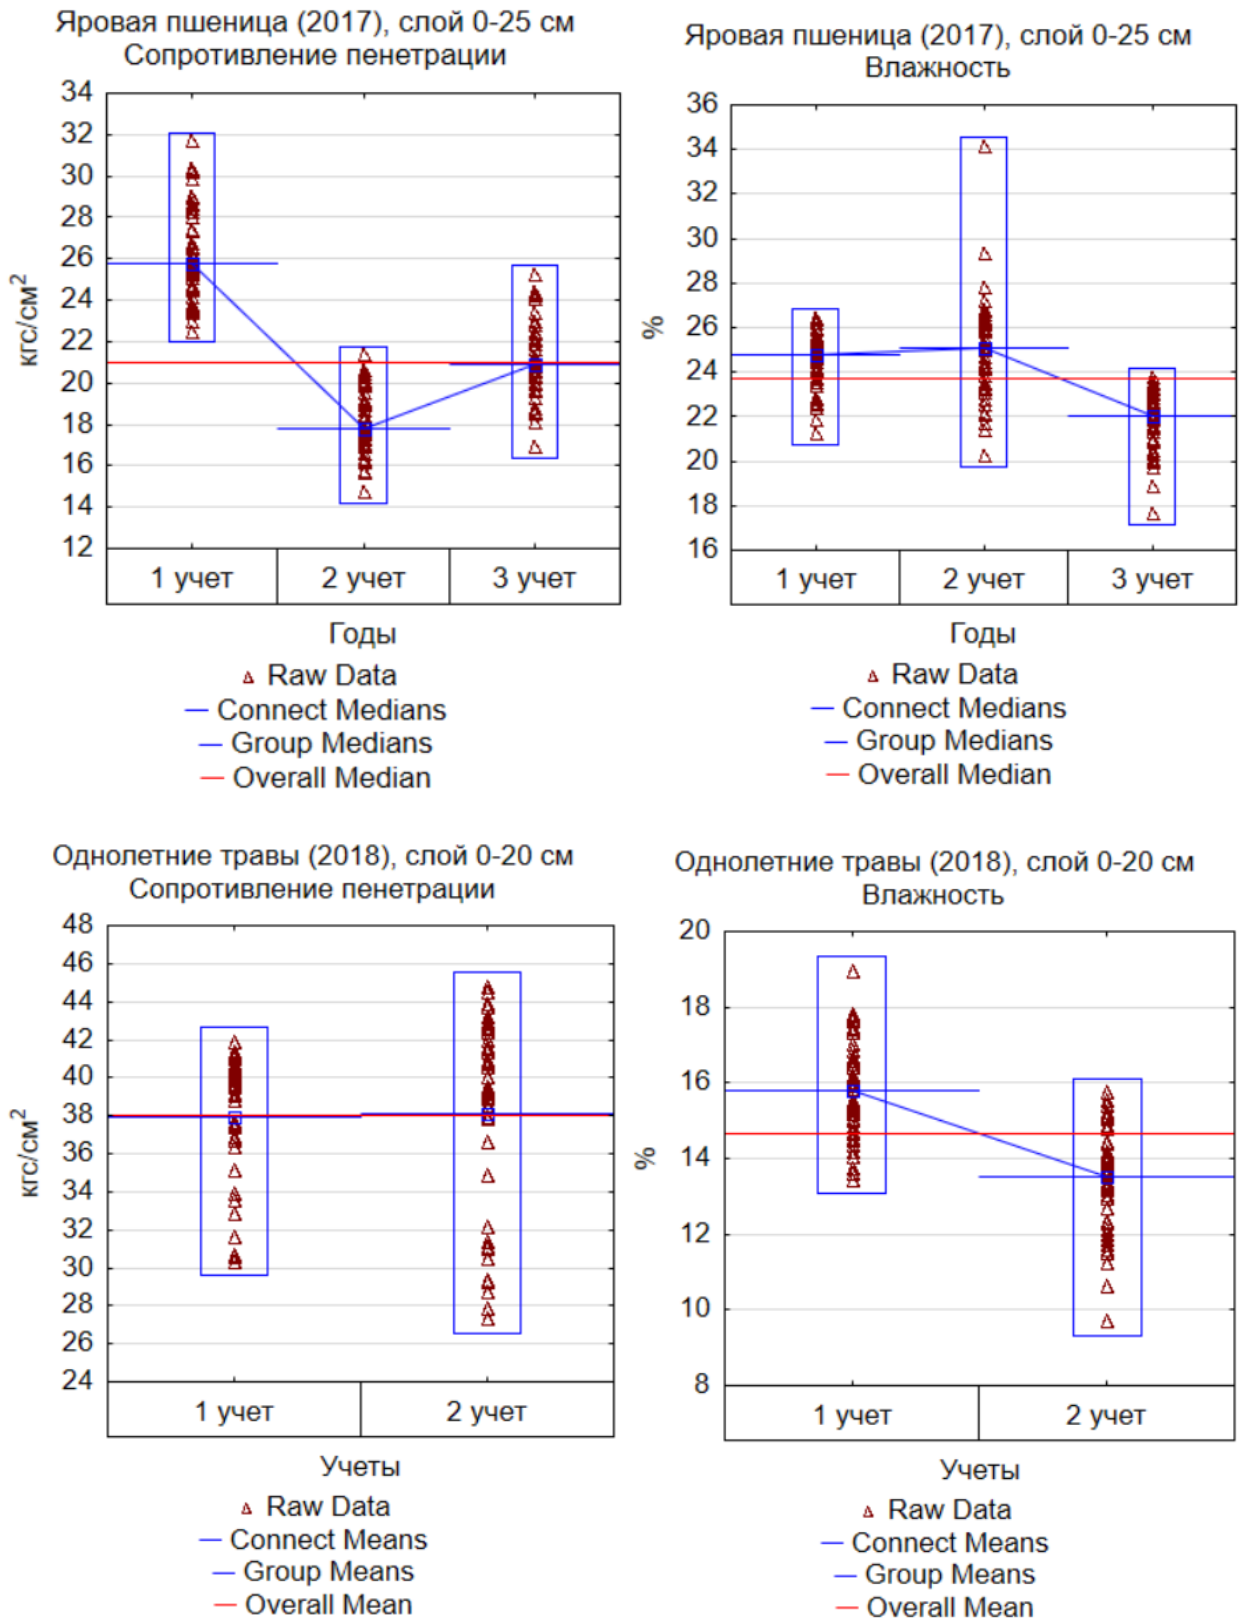 Яровая пшеница (2017), слой 0-25 см
Сопротивление пенетрации
34
32
30
28
26
24
22
20
18
16
14
12
кгс/см²
1 учет
2 учет
3 учет
Годы
Raw Data
Connect Medians
Group Medians
Overall Median
Яровая пшеница (2017), слой 0-25 см
Влажность
36
34
32
30
28
26
24
22
20
18
16
%
1 учет
2 учет
3 учет
Годы
Raw Data
Connect Medians
Group Medians
Overall Median
Однолетние травы (2018), слой 0-20 см
Сопротивление пенетрации
48
46
44
42
40
38
36
34
32
30
28
26
24
кгс/см²
1 учет
2 учет
Учеты
Raw Data
Connect Means
Group Means
Overall Mean
Однолетние травы (2018), слой 0-20 см
Влажность
20
18
16
14
12
10
8
%
1 учет
2 учет
Учеты
Raw Data
Connect Means
Group Means
Overall Mean